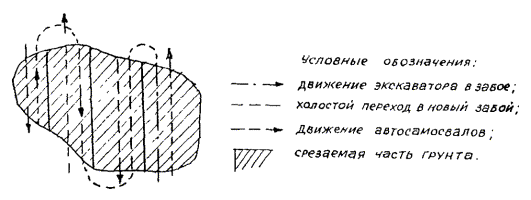 Условные обозначения:
движение экскаватора в забое;
холостой переход в новый забой;
движение автосамосвалов;
срезаемая часть грунта.